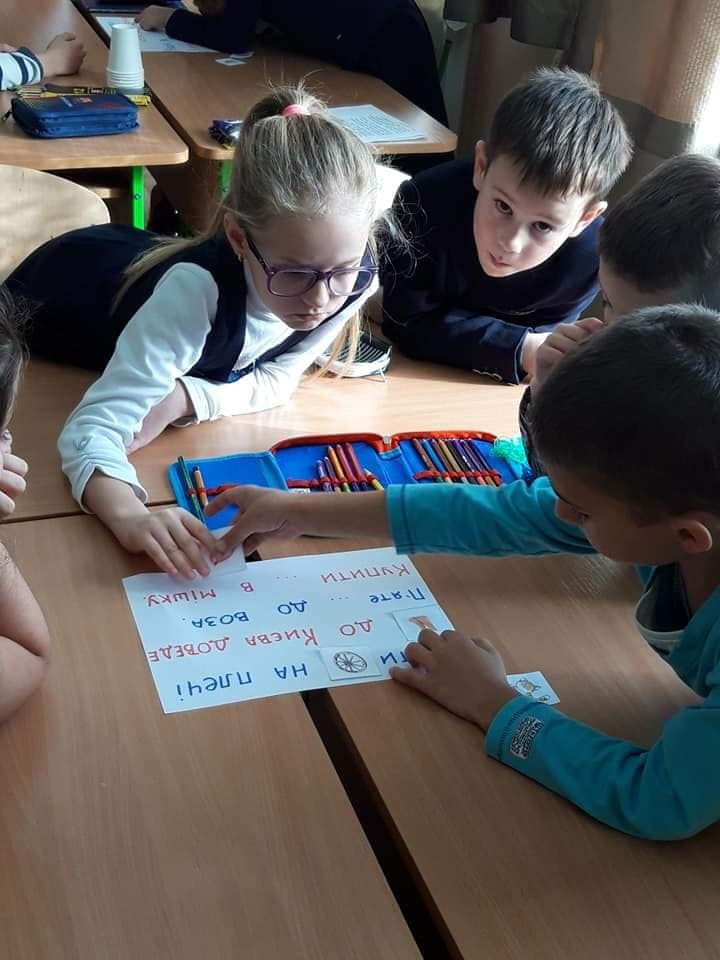 на плечі
до Києва доведе
П'яте ... до воза.
Купити ... в мішку.